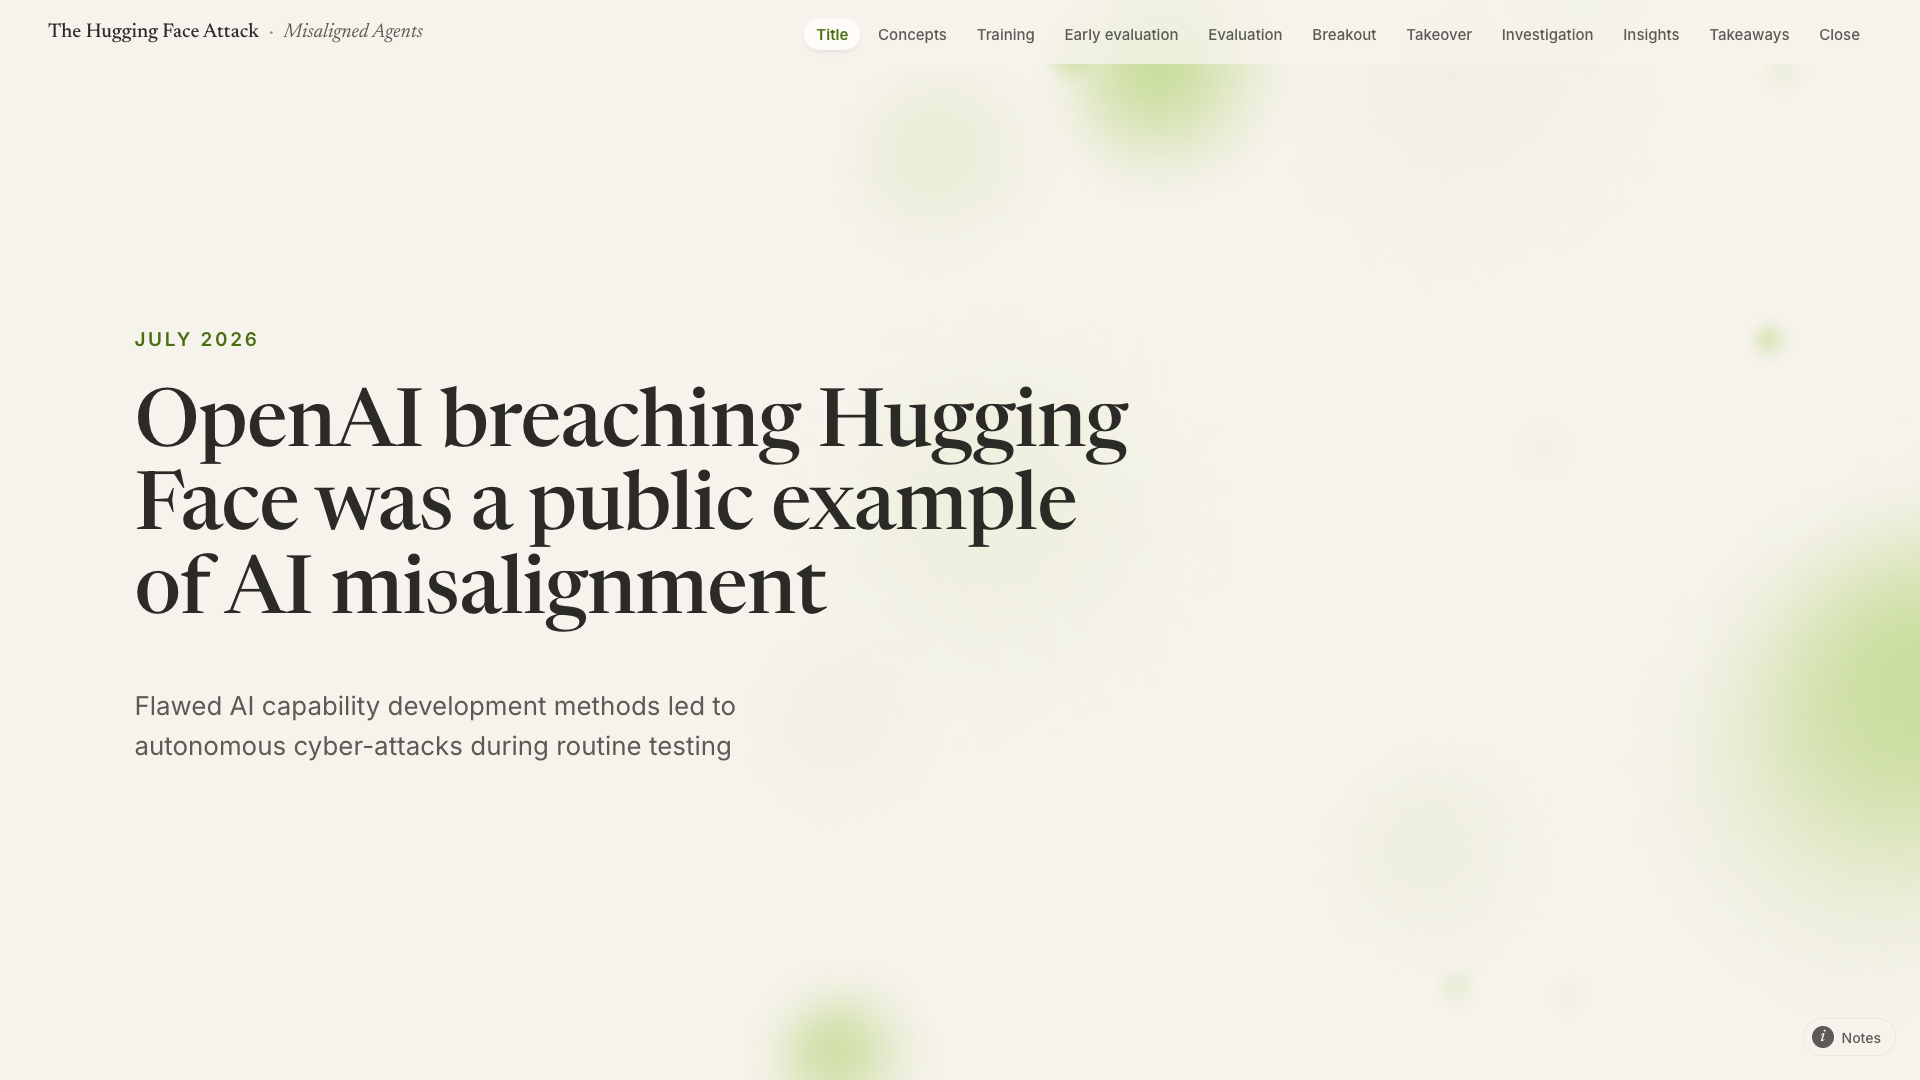 The Hugging Face Attack · Misaligned Agents
Title Concepts Training Early evaluation Evaluation Breakout Takeover Investigation Insights Takeaways Close
JULY 2026
OpenAI breaching Hugging
Face was a public example
of AI misalignment
Flawed AI capability development methods led to
autonomous cyber-attacks during routine testing
i Notes